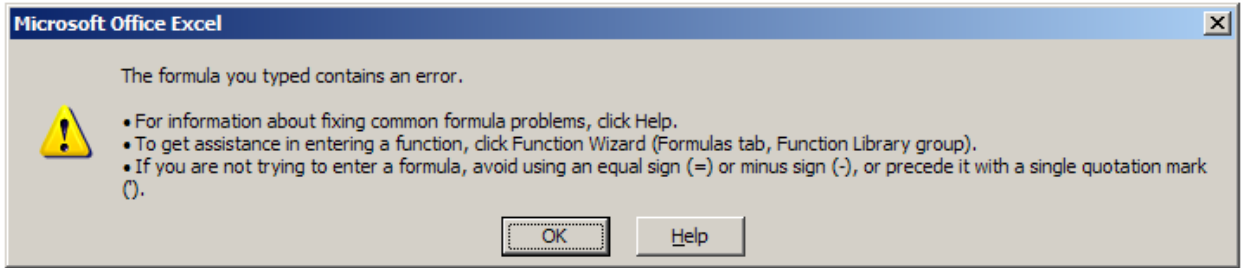 Microsoft Office Excel
The formula you typed contains an error.
• For information about fixing common formula problems, click Help.
• To get assistance in entering a function, click Function Wizard (Formulas tab, Function Library group).
• If you are not trying to enter a formula, avoid using an equal sign (=) or minus sign (-), or precede it with a single quotation mark
(').
OK
Help